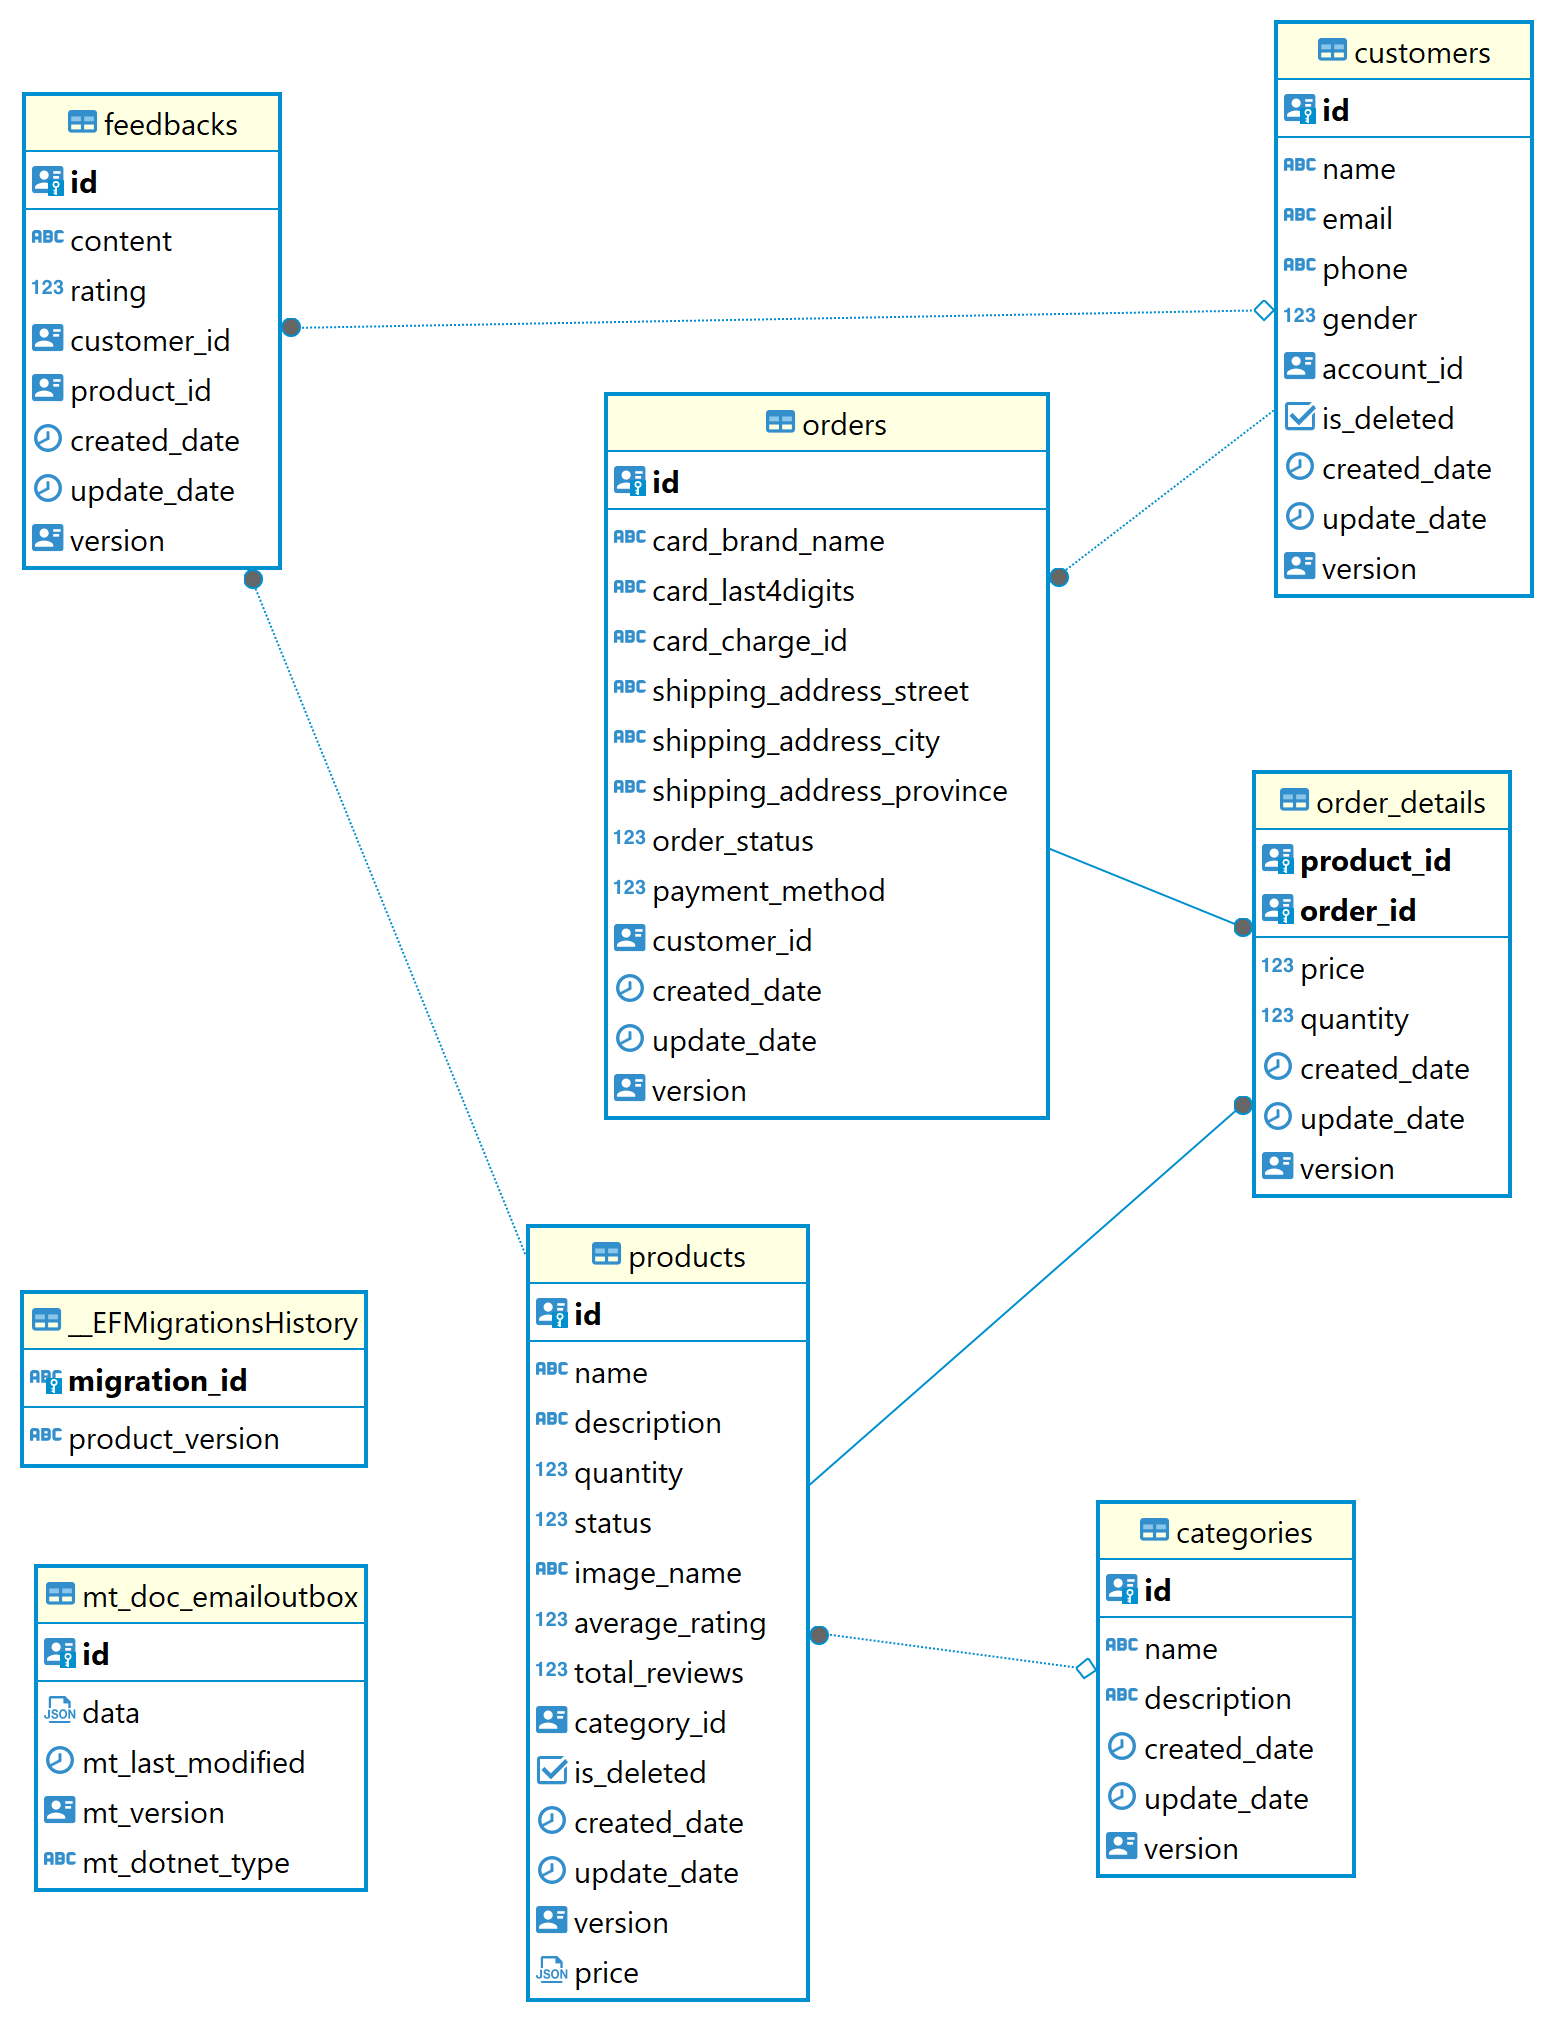 customers
id
ABC name
ABC email
ABC phone
123 gender
account_id
is_deleted
created_date
update_date
version
feedbacks
id
ABC content
123 rating
customer_id
product_id
created_date
update_date
version
orders
id
ABC card_brand_name
ABC card_last4digits
ABC card_charge_id
ABC shipping_address_street
ABC shipping_address_city
ABC shipping_address_province
123 order_status
123 payment_method
customer_id
created_date
update_date
version
order_details
product_id
order_id
123 price
123 quantity
created_date
update_date
version
products
id
ABC name
ABC description
123 quantity
123 status
ABC image_name
123 average_rating
123 total_reviews
category_id
is_deleted
created_date
update_date
version
JSON price
__EFMigrationsHistory
ABC migration_id
ABC product_version
mt_doc_emailoutbox
id
JSON data
mt_last_modified
mt_version
ABC mt_dotnet_type
categories
id
ABC name
ABC description
created_date
update_date
version